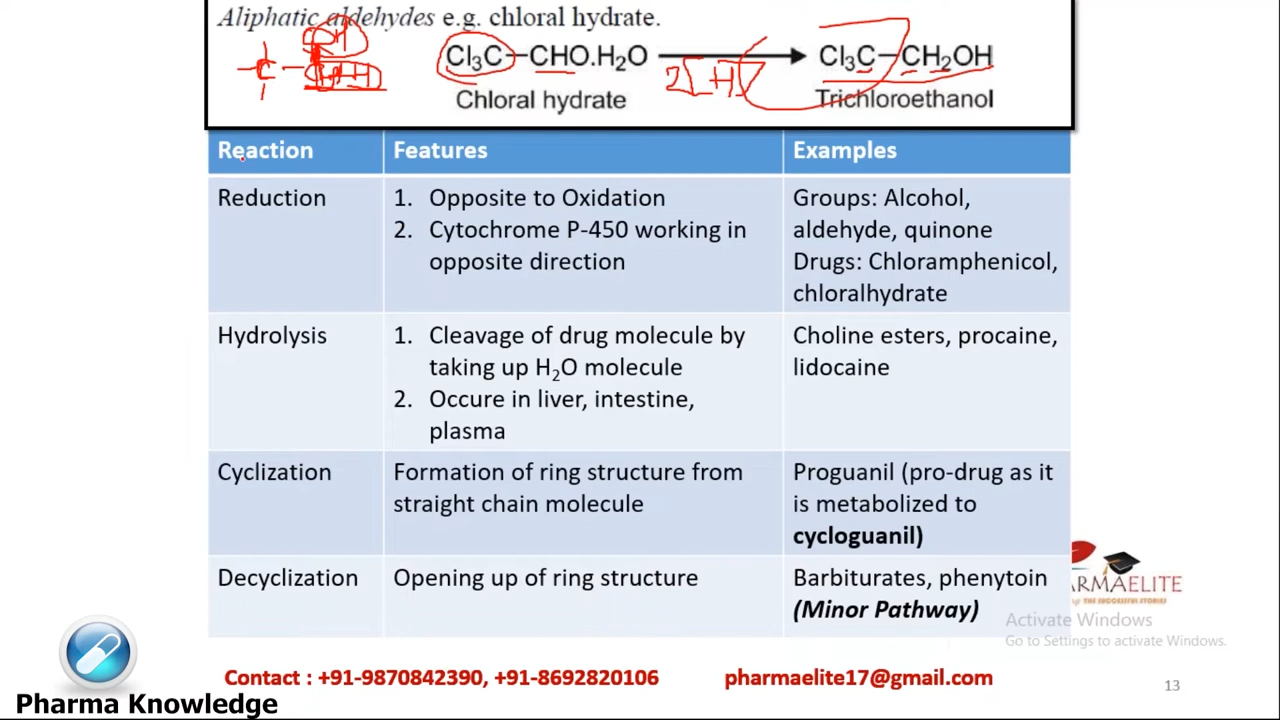 Aliphatic aldehydes e.g. chloral hydrate.
Cl₃C—CHO.H₂O → Cl₃C—CH₂OH
2[H]
Chloral hydrate Trichloroethanol
Reaction Features Examples
Reduction
1. Opposite to Oxidation
2. Cytochrome P-450 working in
opposite direction
Groups: Alcohol,
aldehyde, quinone
Drugs: Chloramphenicol,
chloralhydrate
Hydrolysis
1. Cleavage of drug molecule by
taking up H₂O molecule
2. Occure in liver, intestine,
plasma
Choline esters, procaine,
lidocaine
Cyclization
Formation of ring structure from
straight chain molecule
Proguanil (pro-drug as it
is metabolized to
cycloguanil)
Decyclization
Opening up of ring structure
Barbiturates, phenytoin
(Minor Pathway)
ARMAELITE
THE SUCCESSFUL STORIES
Activate Windows
Go to Settings to activate Windows.
Contact : +91-9870842390, +91-8692820106 pharmaelite17@gmail.com
13
Pharma Knowledge